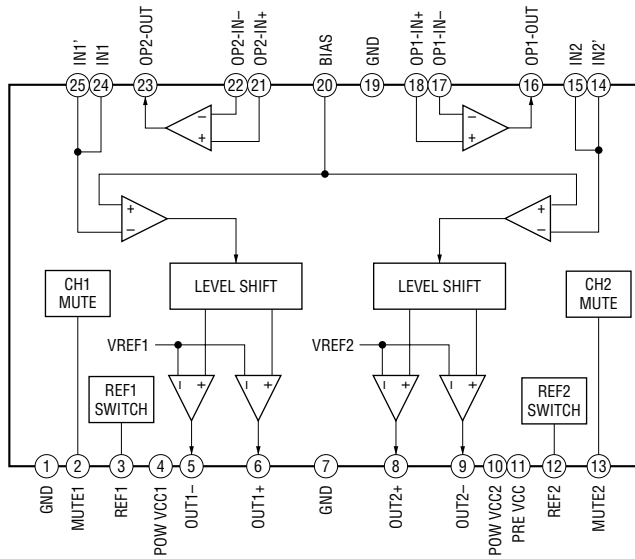 IN1' IN1 OP2-OUT OP2-IN– OP2-IN+ BIAS GND OP1-IN+ OP1-IN– OP1-OUT IN2 IN2'
25 24 23 22 21 20 19 18 17 16 15 14
– + – +
+ – + –
LEVEL SHIFT LEVEL SHIFT
CH1
MUTE
CH2
MUTE
VREF1 VREF2
– + – + – + – +
REF1
SWITCH
REF2
SWITCH
1 2 3 4 5 6 7 8 9 10 11 12 13
GND MUTE1 REF1 POW VCC1 OUT1– OUT1+ GND OUT2+ OUT2– POW VCC2 PRE VCC REF2 MUTE2